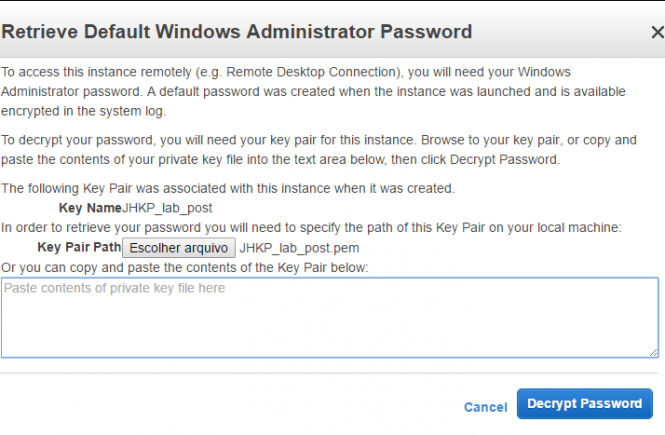 Retrieve Default Windows Administrator Password
To access this instance remotely (e.g. Remote Desktop Connection), you will need your Windows
Administrator password. A default password was created when the instance was launched and is available
encrypted in the system log.
To decrypt your password, you will need your key pair for this instance. Browse to your key pair, or copy and
paste the contents of your private key file into the text area below, then click Decrypt Password.
The following Key Pair was associated with this instance when it was created.
Key NameJHKP_lab_post
In order to retrieve your password you will need to specify the path of this Key Pair on your local machine:
Key Pair Path Escolher arquivo JHKP_lab_post.pem
Or you can copy and paste the contents of the Key Pair below:
Paste contents of private key file here
Cancel Decrypt Password